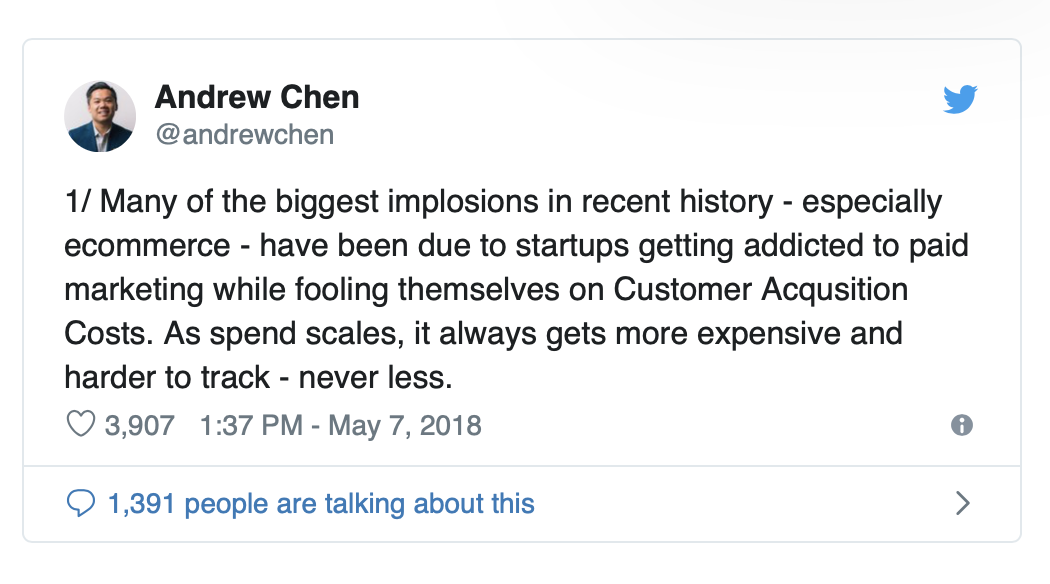 Andrew Chen
@andrewchen
1/ Many of the biggest implosions in recent history - especially
ecommerce - have been due to startups getting addicted to paid
marketing while fooling themselves on Customer Acqusition
Costs. As spend scales, it always gets more expensive and
harder to track - never less.
3,907 1:37 PM - May 7, 2018
1,391 people are talking about this